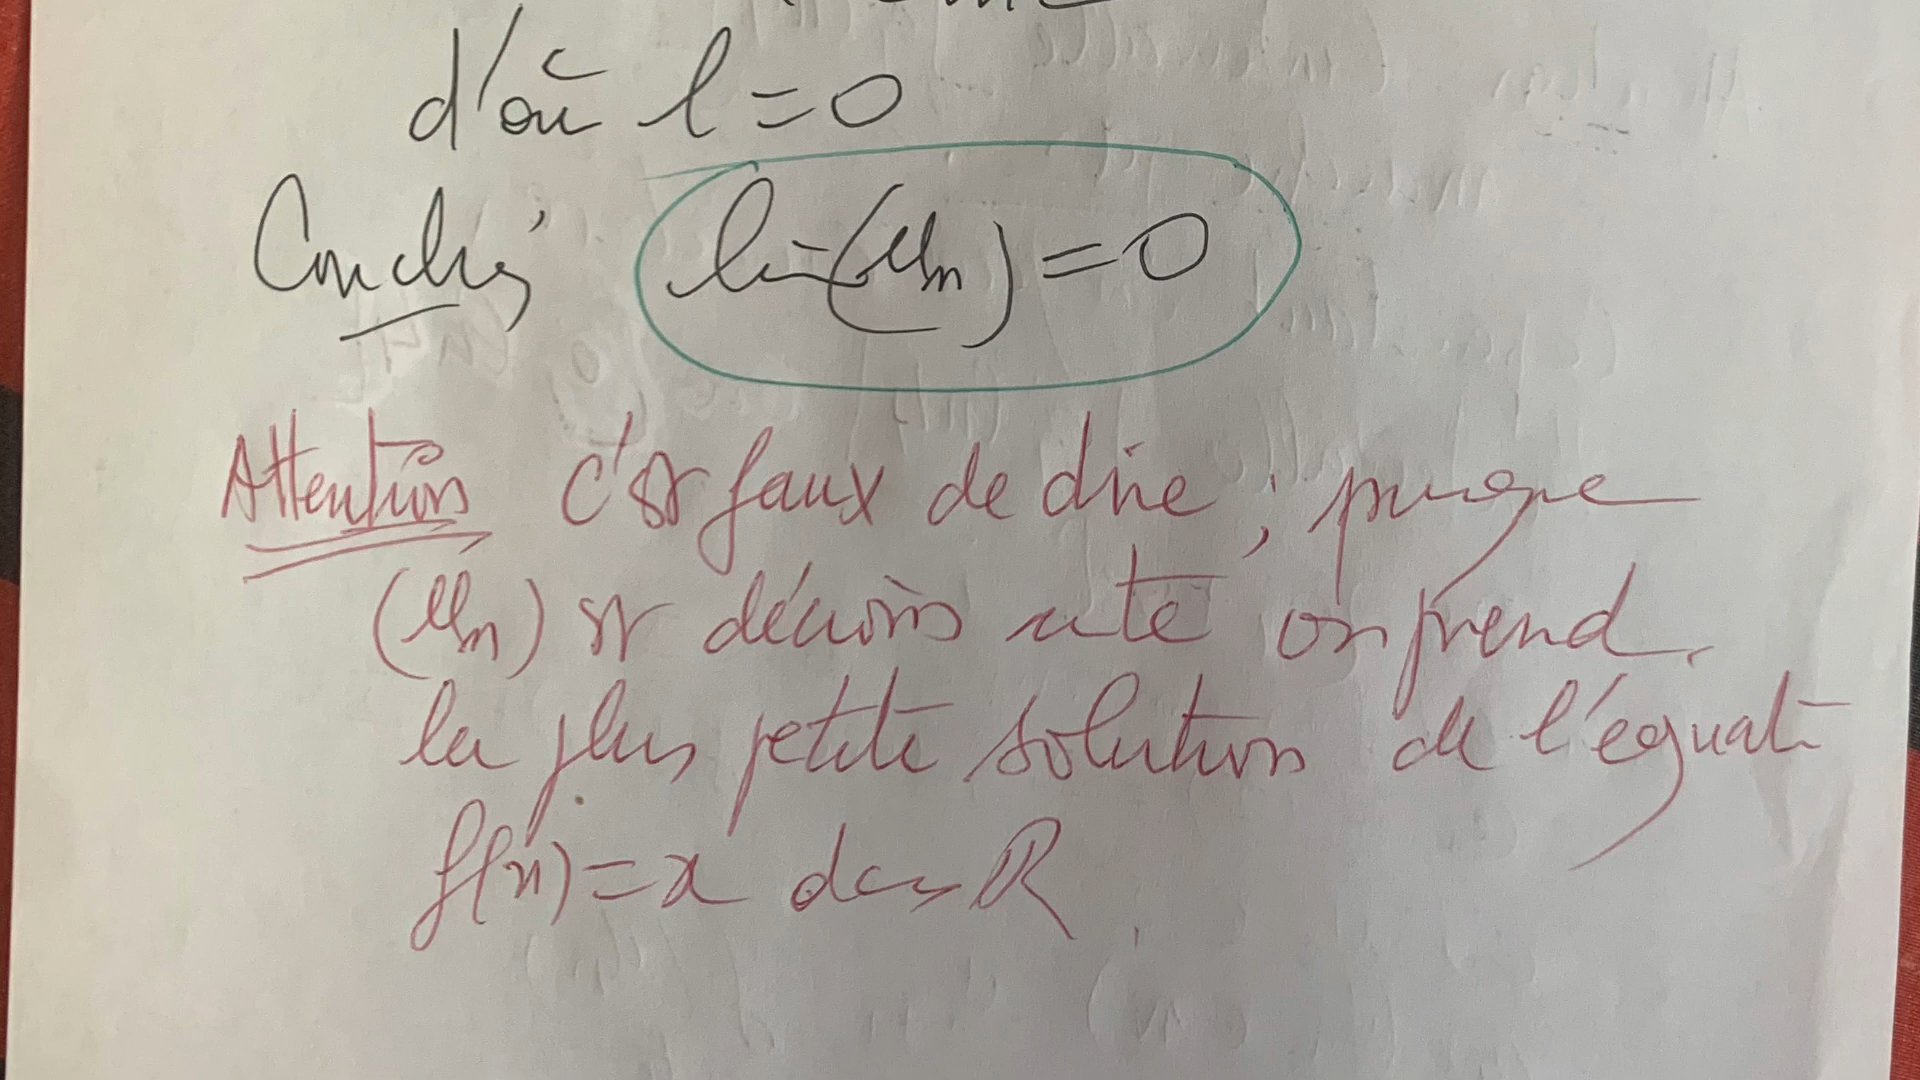 d'où l = 0
Conclus° lim (Un) = 0
Attention c'est faux de dire ; puisque
(Un) est décroissante on prend
la plus petite solution de l'équat°
f(x) = x dans R.